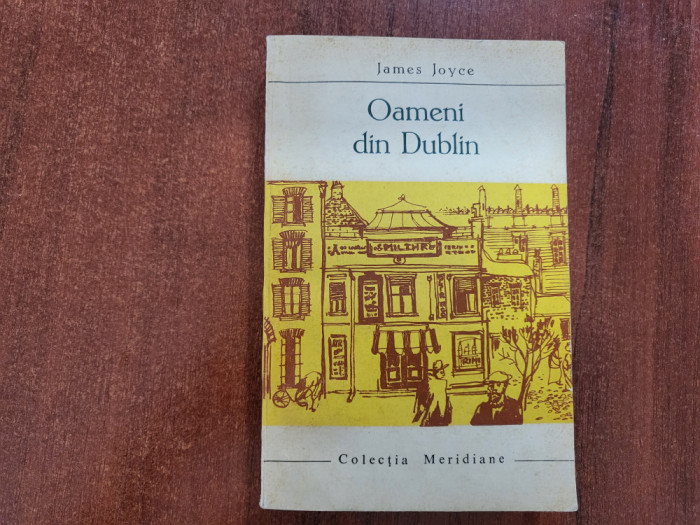 James Joyce
Oameni
din Dublin
Colecția Meridiane